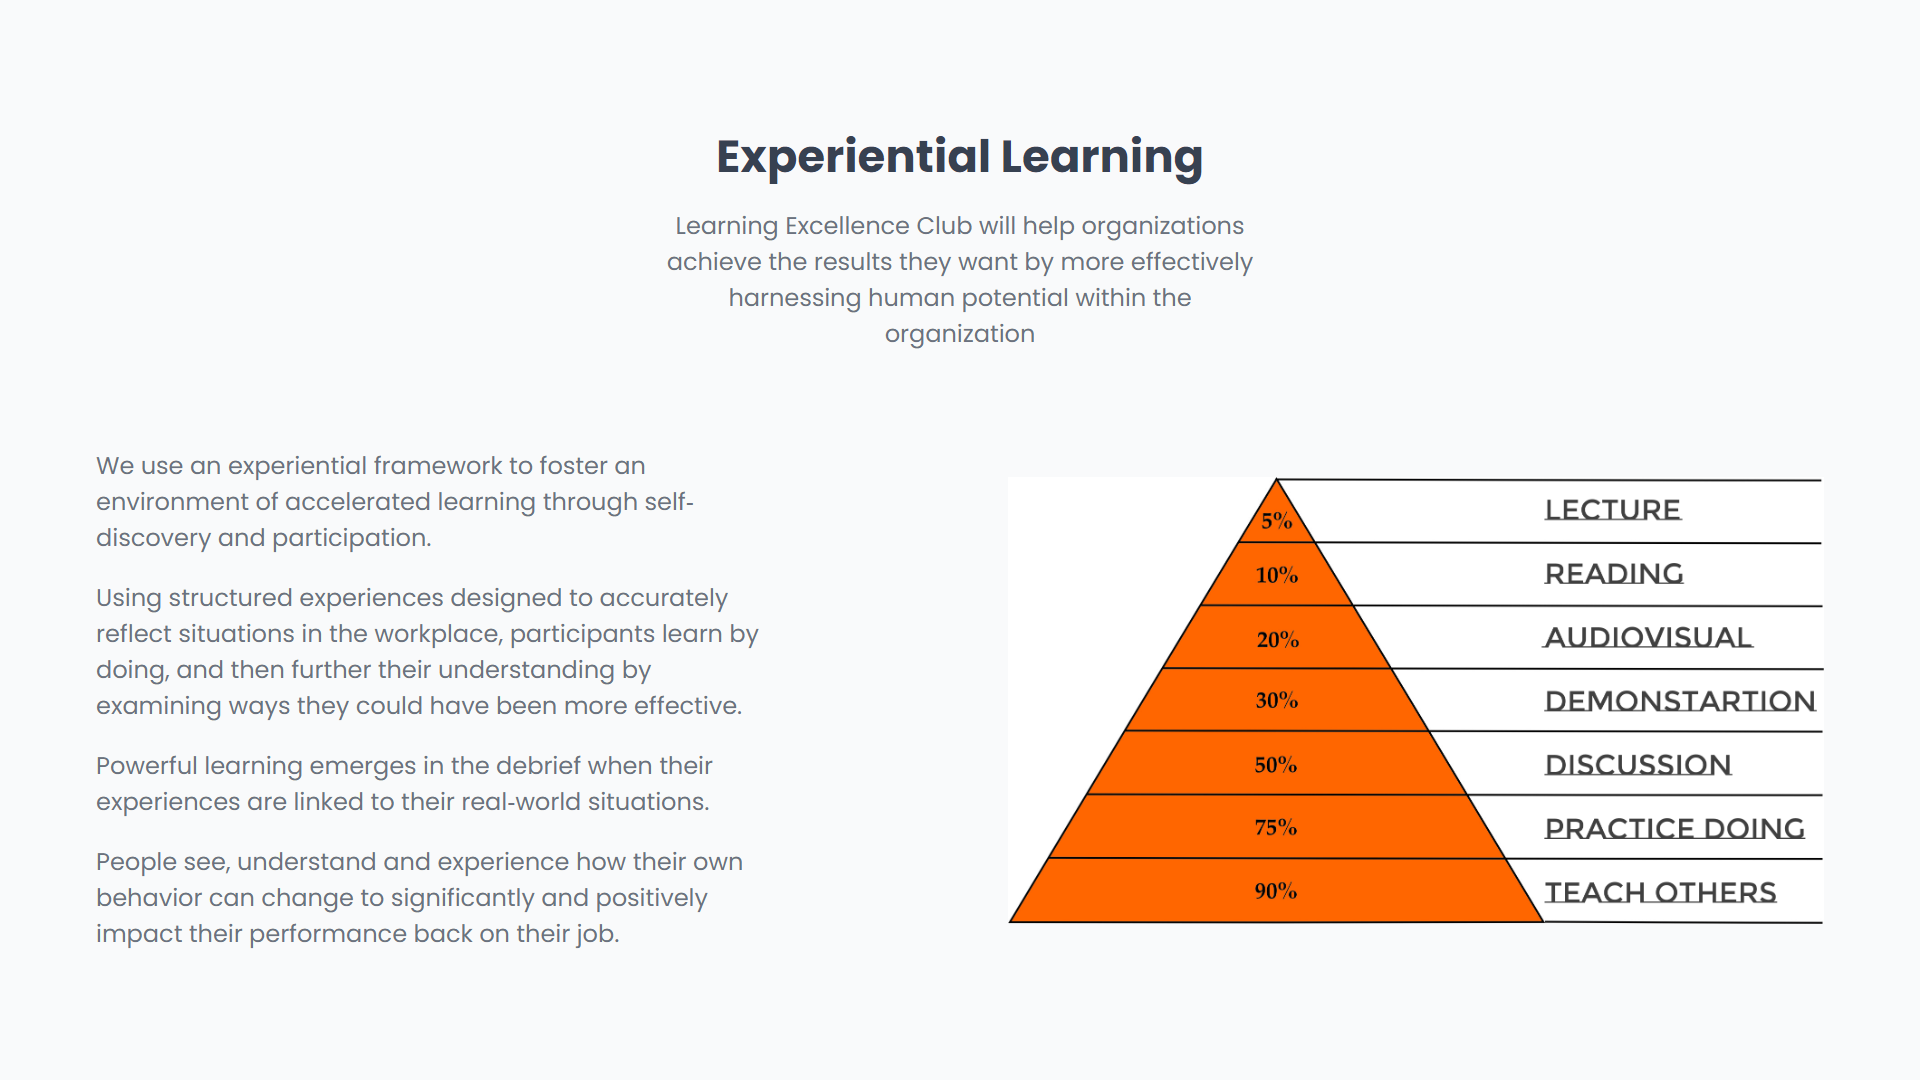 Experiential Learning
Learning Excellence Club will help organizations
achieve the results they want by more effectively
harnessing human potential within the
organization
We use an experiential framework to foster an
environment of accelerated learning through self-
discovery and participation.
Using structured experiences designed to accurately
reflect situations in the workplace, participants learn by
doing, and then further their understanding by
examining ways they could have been more effective.
Powerful learning emerges in the debrief when their
experiences are linked to their real-world situations.
People see, understand and experience how their own
behavior can change to significantly and positively
impact their performance back on their job.
5% LECTURE
10% READING
20% AUDIOVISUAL
30% DEMONSTARTION
50% DISCUSSION
75% PRACTICE DOING
90% TEACH OTHERS